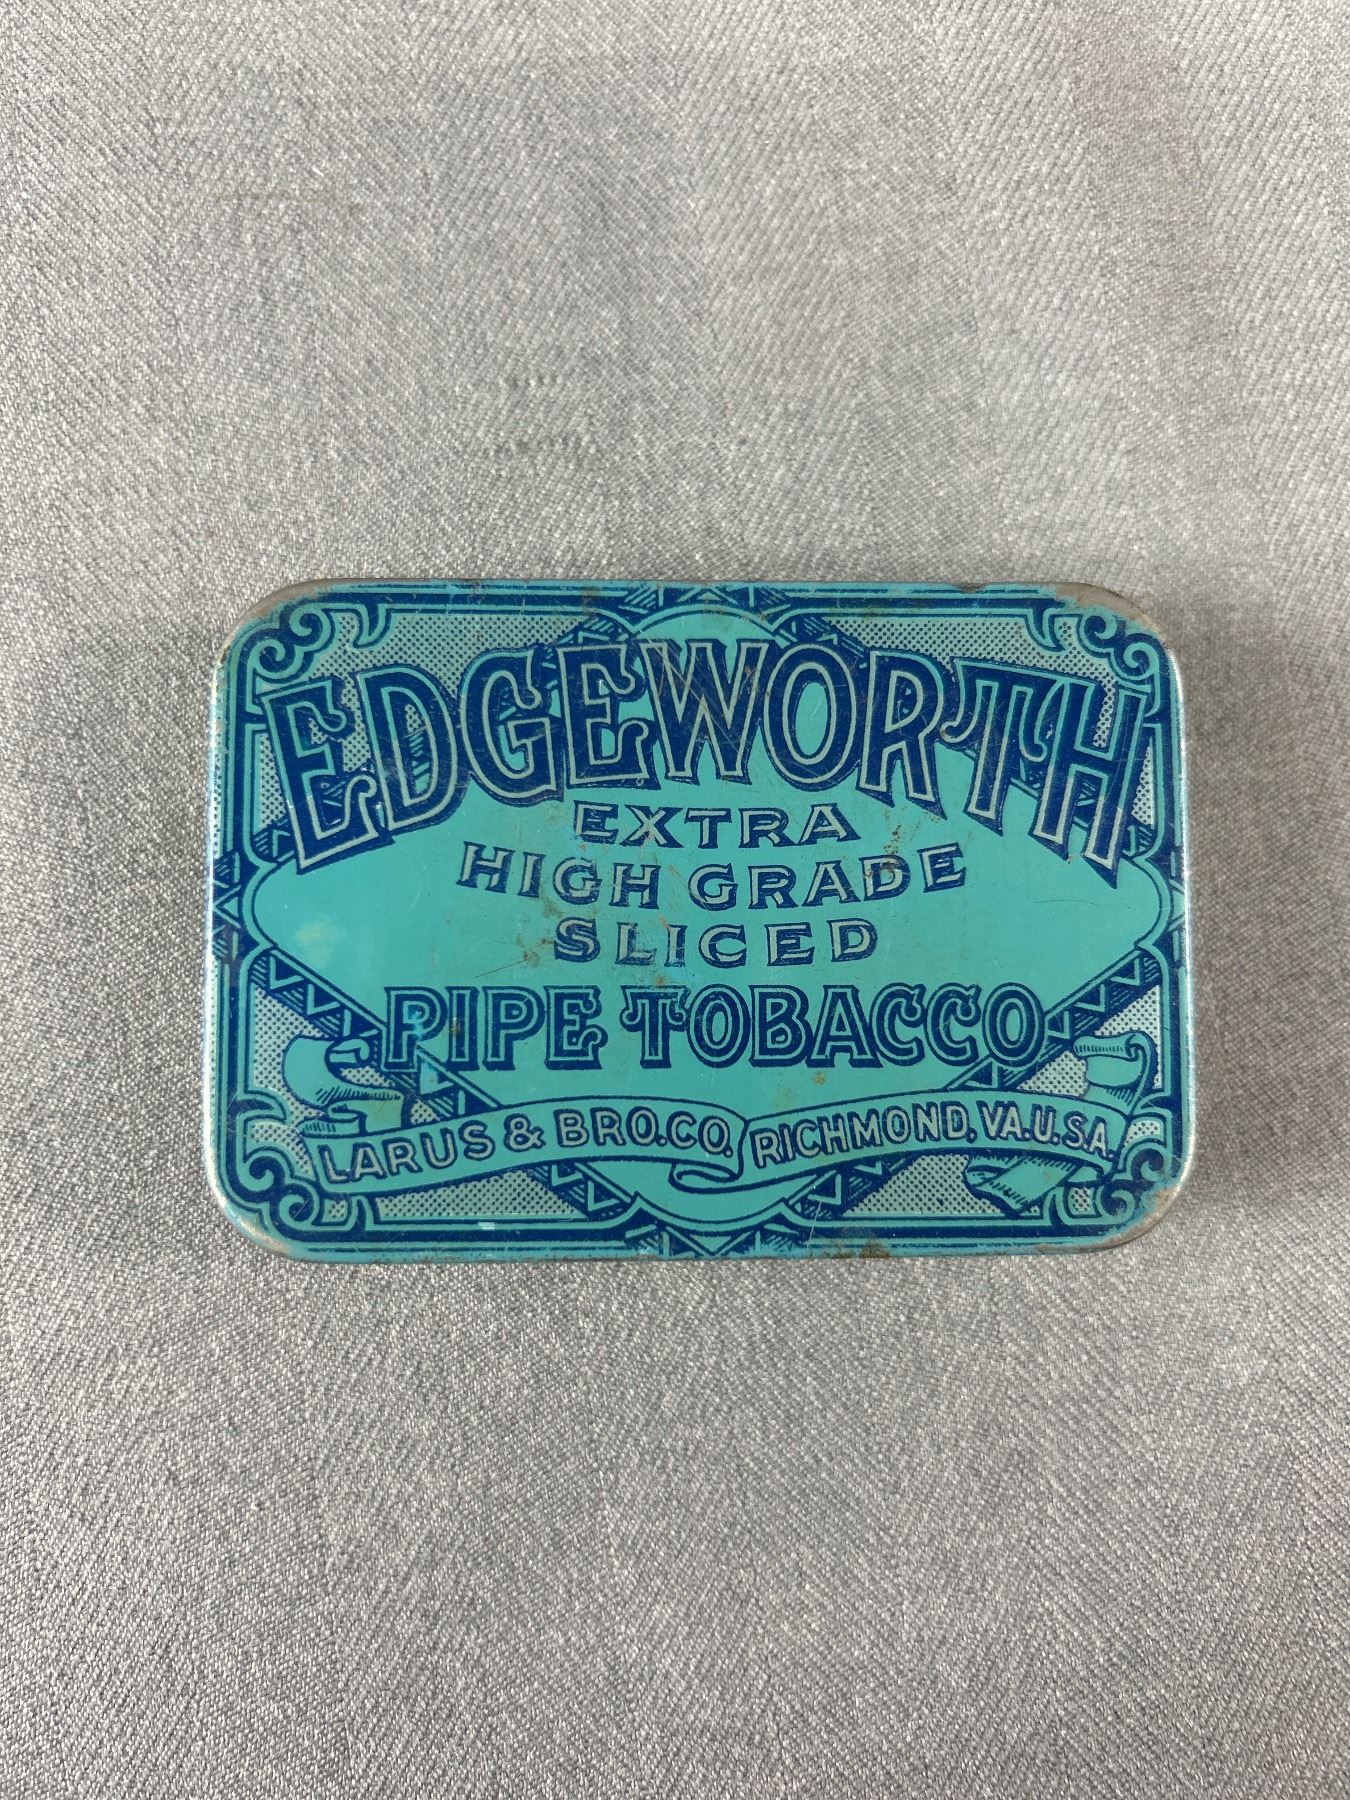 EDGEWORTH
EXTRA
HIGH GRADE
SLICED
PIPE TOBACCO
LARUS & BRO.CO. RICHMOND, VA.U.S.A.